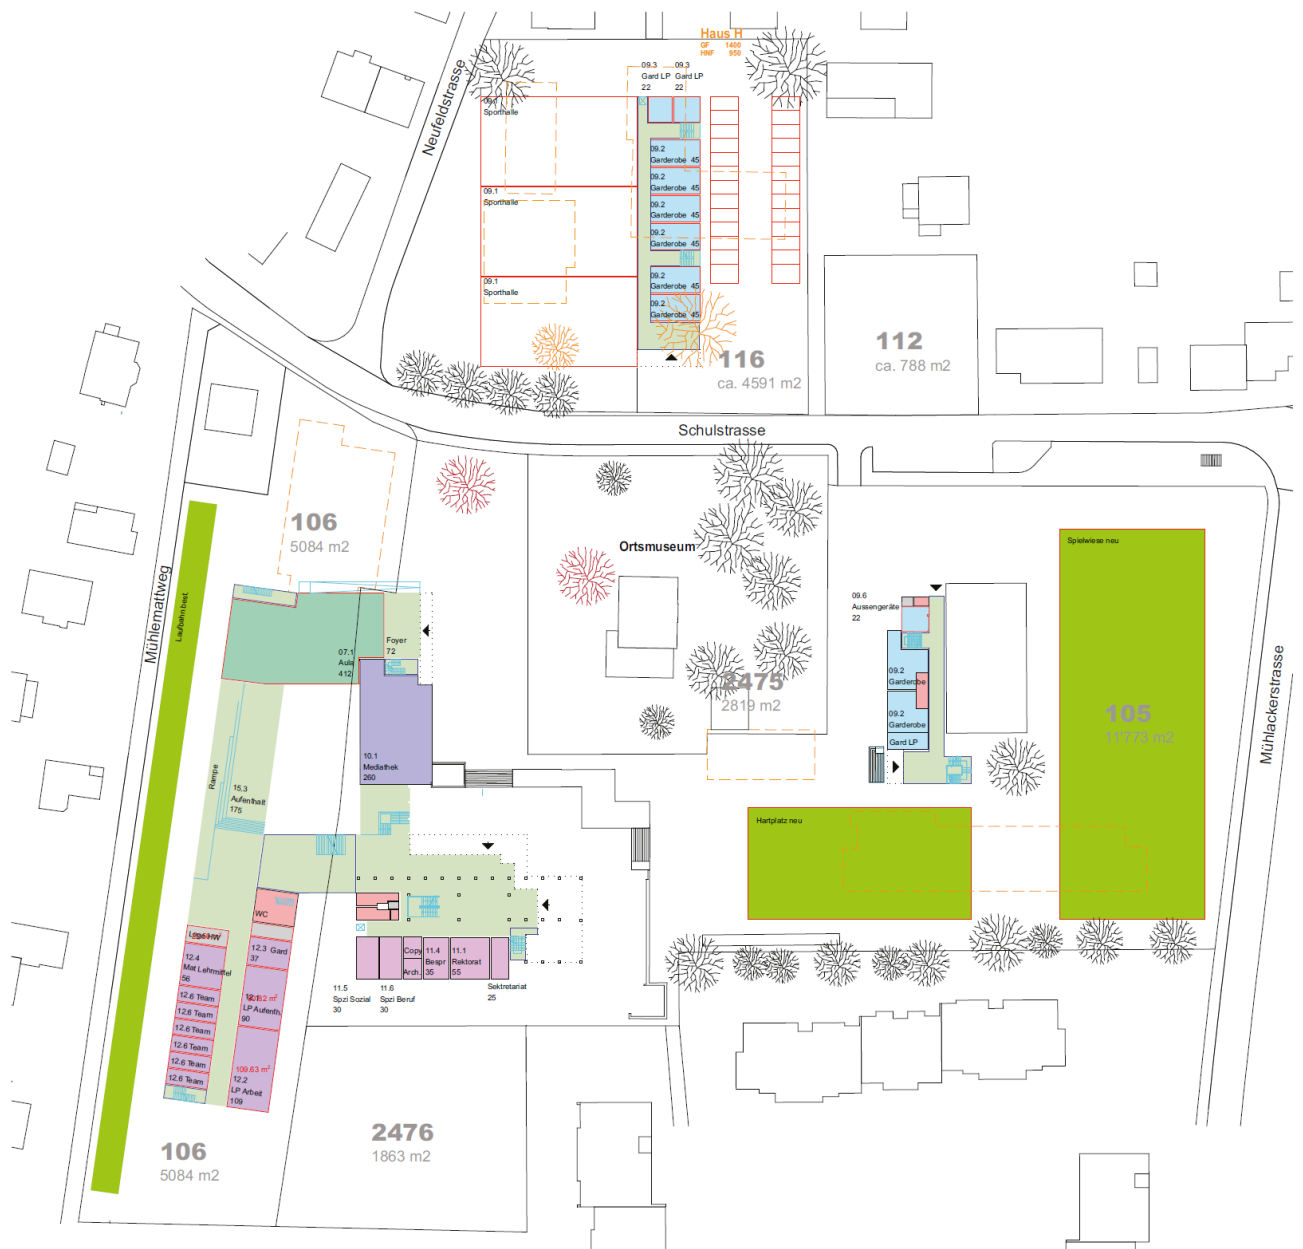 Haus H
GF 1400
HNF 950
09.3
Gard LP
22
09.3
Gard LP
22
Neufeldstrasse
Sporthalle
09.2
Garderobe 45
09.2
Garderobe 45
09.1
Sporthalle
09.2
Garderobe 45
09.2
Garderobe 45
09.1
Sporthalle
09.2
Garderobe 45
09.2
Garderobe 45
116
ca. 4591 m2
112
ca. 788 m2
Schulstrasse
106
5084 m2
Ortsmuseum
Spielwiese neu
Mühlemattweg
Laufbahn best.
09.6
Aussengeräte
22
Foyer
72
07.1
Aula
412
09.2
Garderobe
2475
2819 m2
09.2
Garderobe
Gard LP
105
11'773 m2
Mühlackerstrasse
10.1
Mediathek
260
Rampe
15.3
Aufenthalt
175
Hartplatz neu
WC
12.3 Gard
37
12.4
Mat Lehrmittel
56
12.6 Team
12.6 Team
12.6 Team
12.6 Team
12.6 Team
12.6 Team
LP Aufenth.
90
109.63 m²
12.2
LP Arbeit
109
Copy
Arch.
11.4
Bespr
35
11.1
Rektorat
55
11.5
Spzi Sozial
30
11.6
Spzi Beruf
30
Sektretariat
25
106
5084 m2
2476
1863 m2